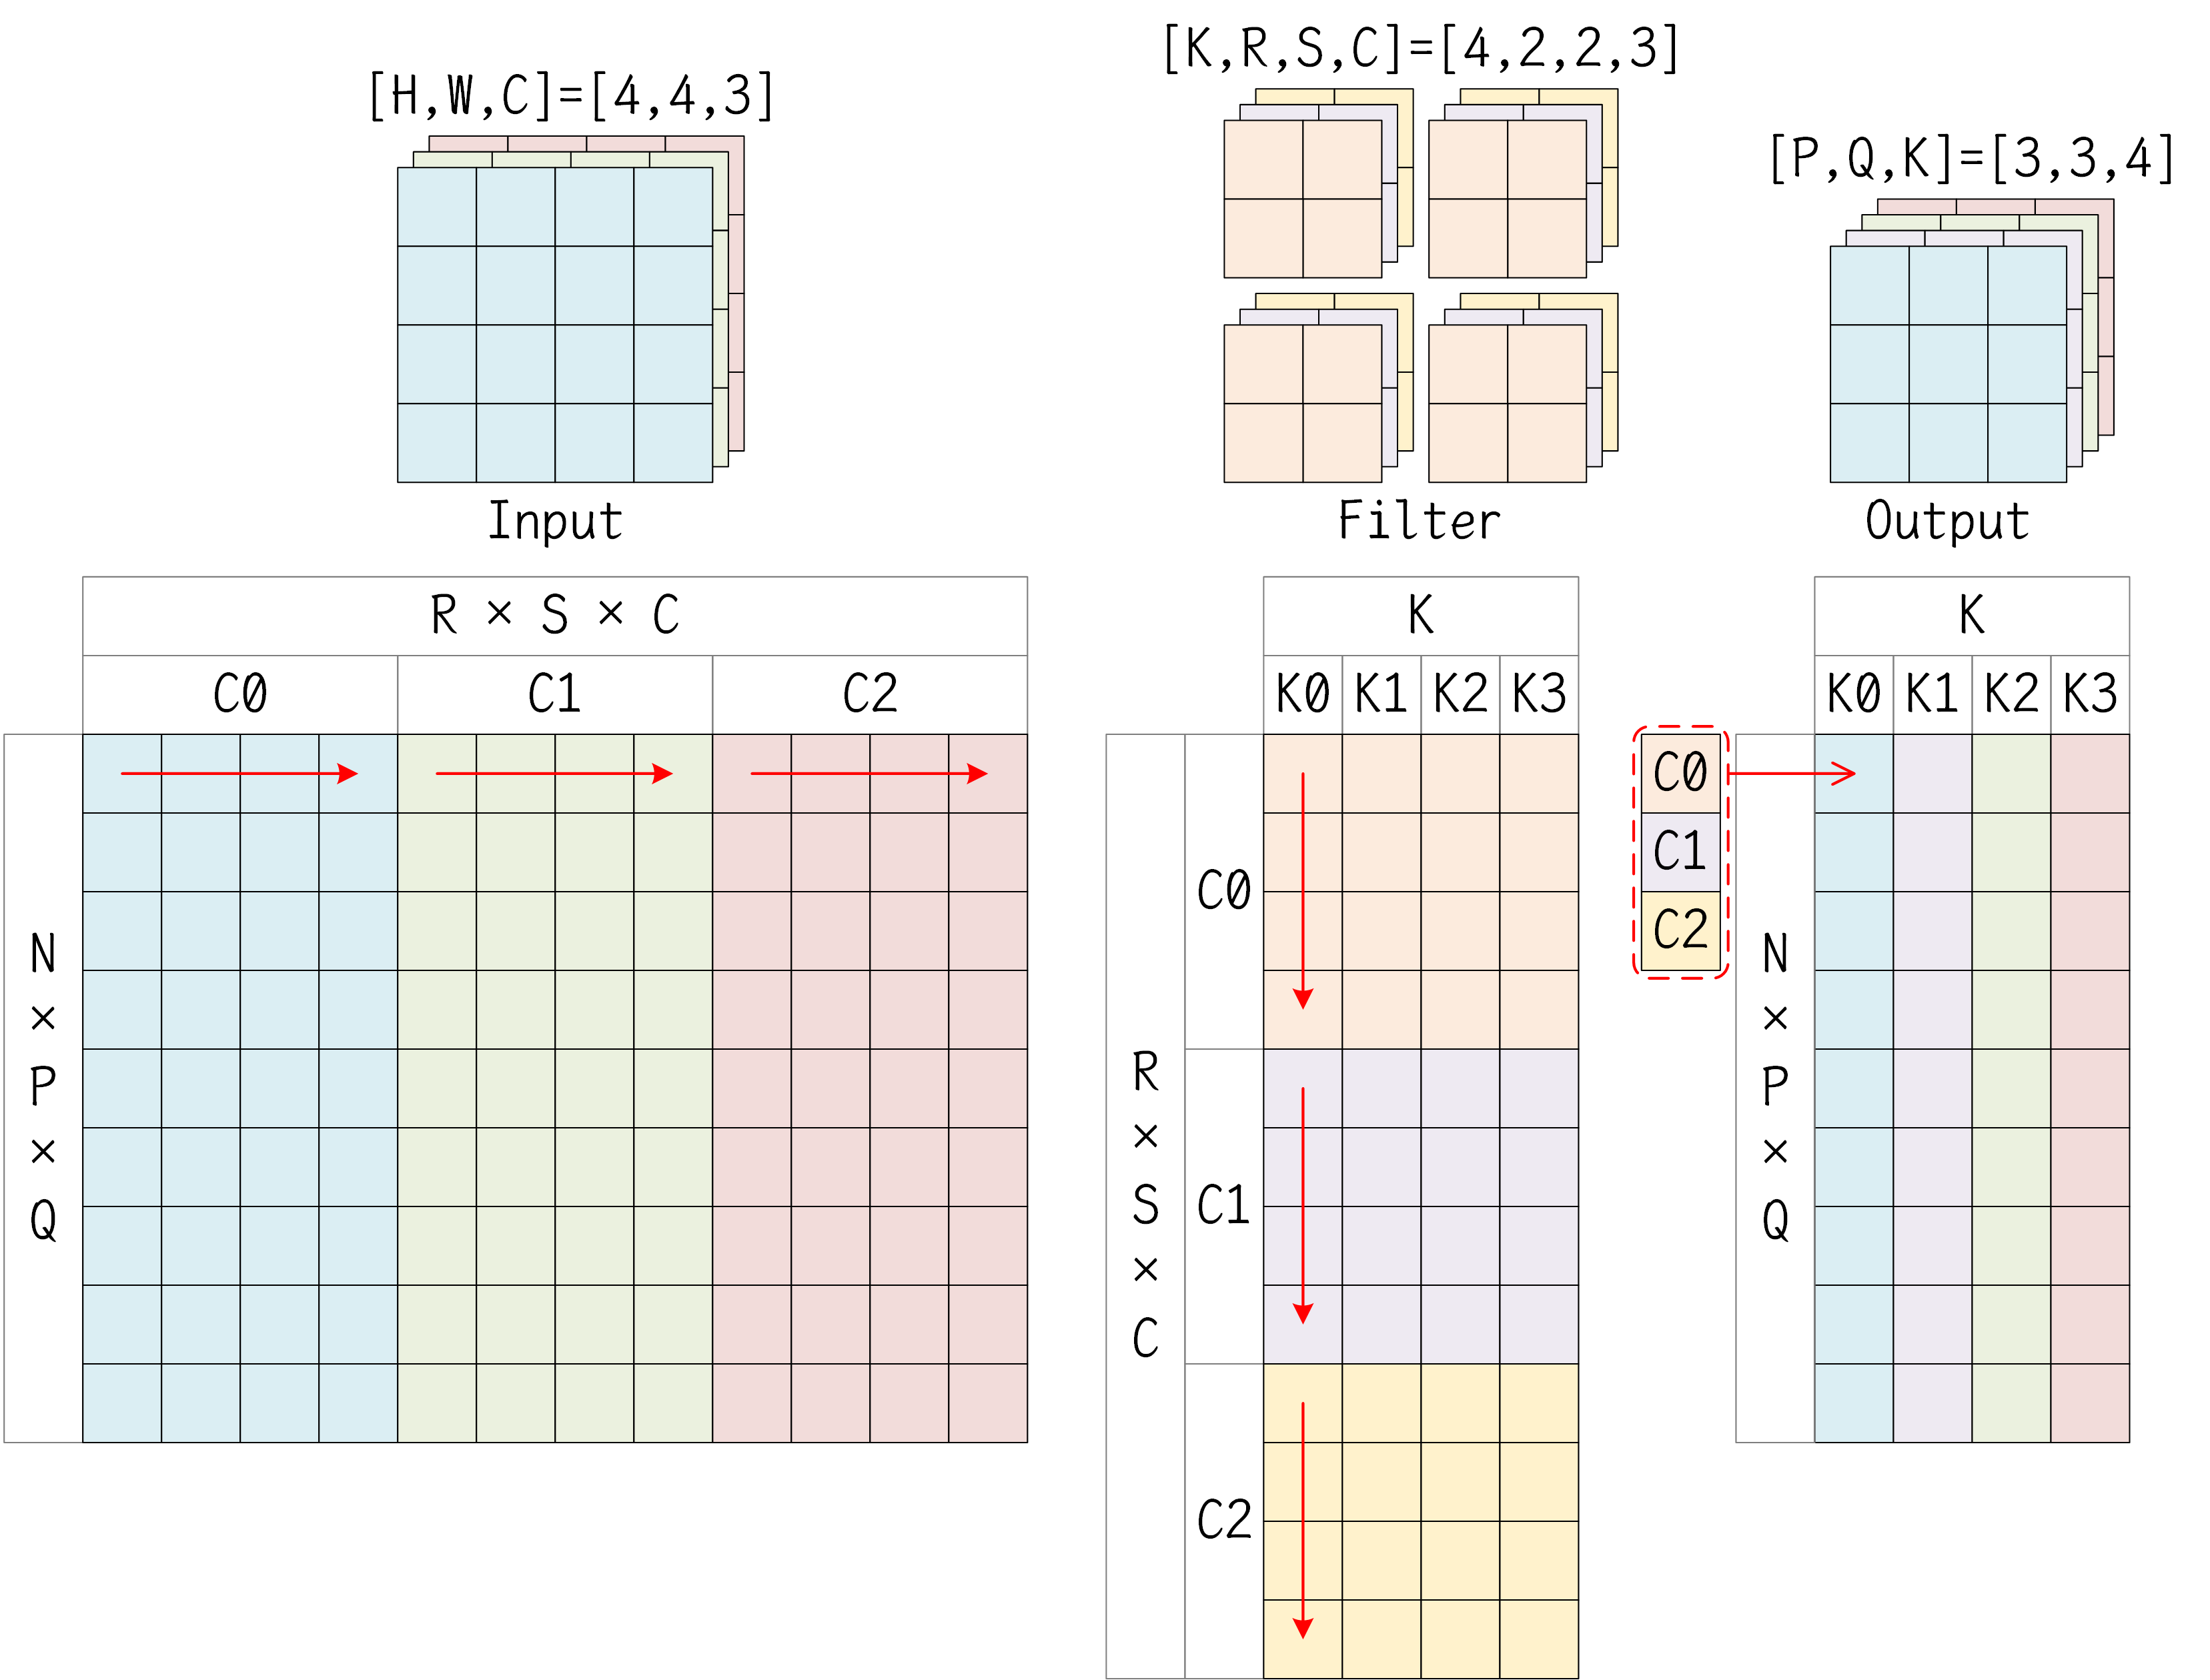 [K,R,S,C]=[4,2,2,3]
[H,W,C]=[4,4,3]
[P,Q,K]=[3,3,4]
Input
Filter
Output
R × S × C
C0 C1 C2
N × P × Q
K
K0 K1 K2 K3
R × S × C
C0
C1
C2
C0
C1
C2
K
K0 K1 K2 K3
N × P × Q